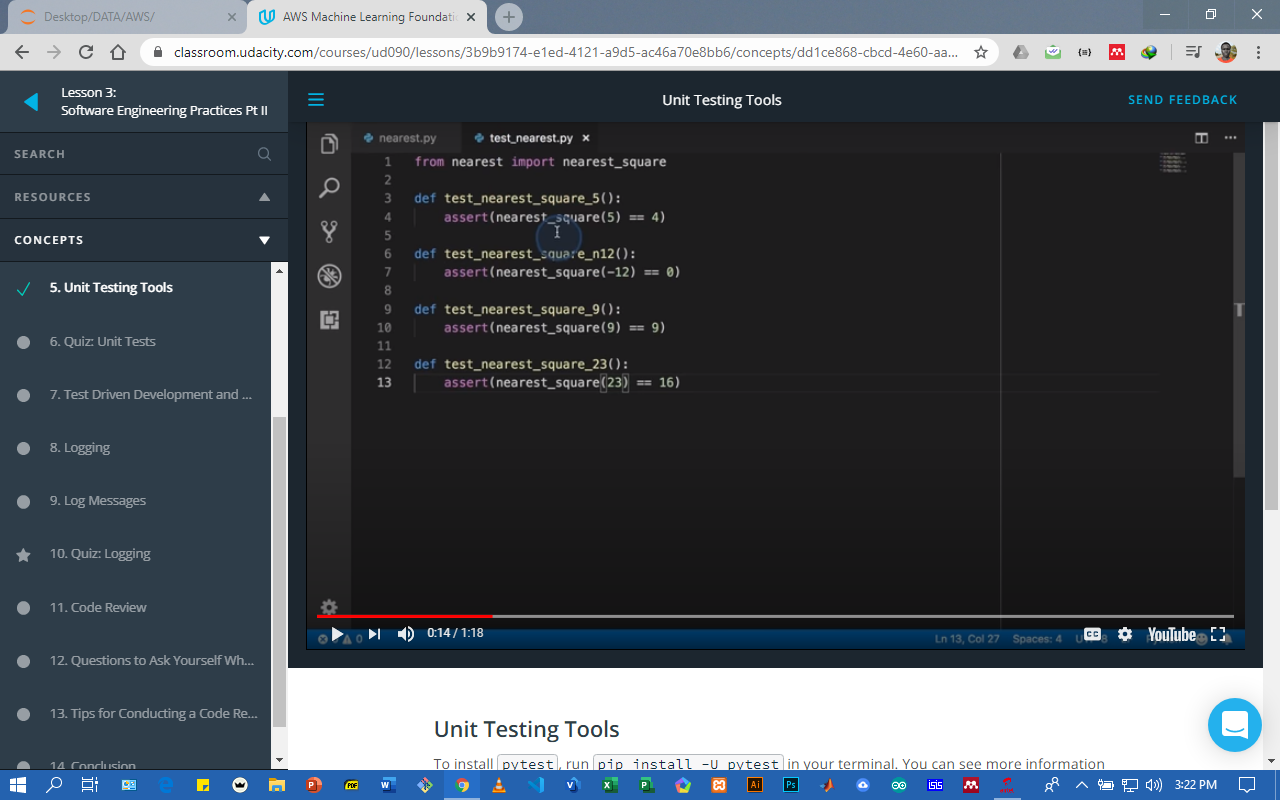 Desktop/DATA/AWS/
AWS Machine Learning Foundatio
classroom.udacity.com/courses/ud090/lessons/3b9b9174-e1ed-4121-a9d5-ac46a70e8bb6/concepts/dd1ce868-cbcd-4e60-aa...
Lesson 3:
Software Engineering Practices Pt II
Unit Testing Tools
SEND FEEDBACK
SEARCH
RESOURCES
CONCEPTS
5. Unit Testing Tools
6. Quiz: Unit Tests
7. Test Driven Development and ...
8. Logging
9. Log Messages
10. Quiz: Logging
11. Code Review
12. Questions to Ask Yourself Wh...
13. Tips for Conducting a Code Re...
14. Conclusion
nearest.py
test_nearest.py
1 from nearest import nearest_square
2
3 def test_nearest_square_5():
4 assert(nearest_square(5) == 4)
5
6 def test_nearest_square_n12():
7 assert(nearest_square(-12) == 0)
8
9 def test_nearest_square_9():
10 assert(nearest_square(9) == 9)
11
12 def test_nearest_square_23():
13 assert(nearest_square(23) == 16)
0:14 / 1:18
CC
YouTube
0
Ln 13, Col 27 Spaces: 4
Unit Testing Tools
To install pytest, run pip install -U pytest in your terminal. You can see more information
3:22 PM